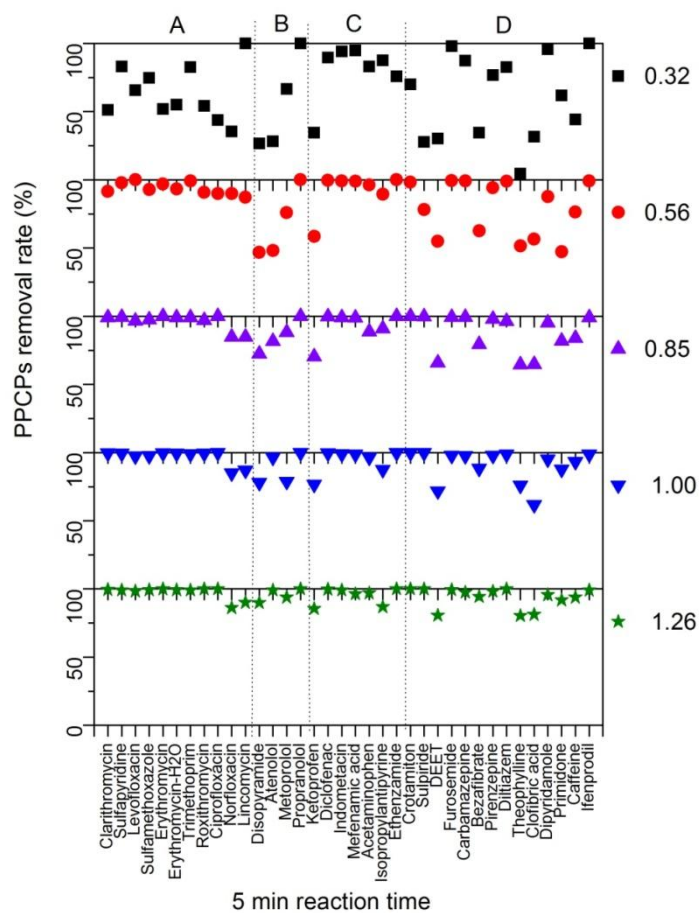 A B C D
PPCPs removal rate (%)
100
50
100
50
100
50
100
50
100
50
0
0.32
0.56
0.85
1.00
1.26
Clarithromycin
Sulfapyridine
Levofloxacin
Sulfamethoxazole
Erythromycin
Erythromycin-H2O
Trimethoprim
Roxithromycin
Ciprofloxacin
Norfloxacin
Lincomycin
Disopyramide
Atenolol
Metoprolol
Propranolol
Ketoprofen
Diclofenac
Indometacin
Mefenamic acid
Acetaminophen
Isopropylantipyrine
Ethenzamide
Crotamiton
Sulpiride
DEET
Furosemide
Carbamazepine
Bezafibrate
Pirenzepine
Diltiazem
Theophylline
Clofibric acid
Dipyridamole
Primidone
Caffeine
Ifenprodil
5 min reaction time